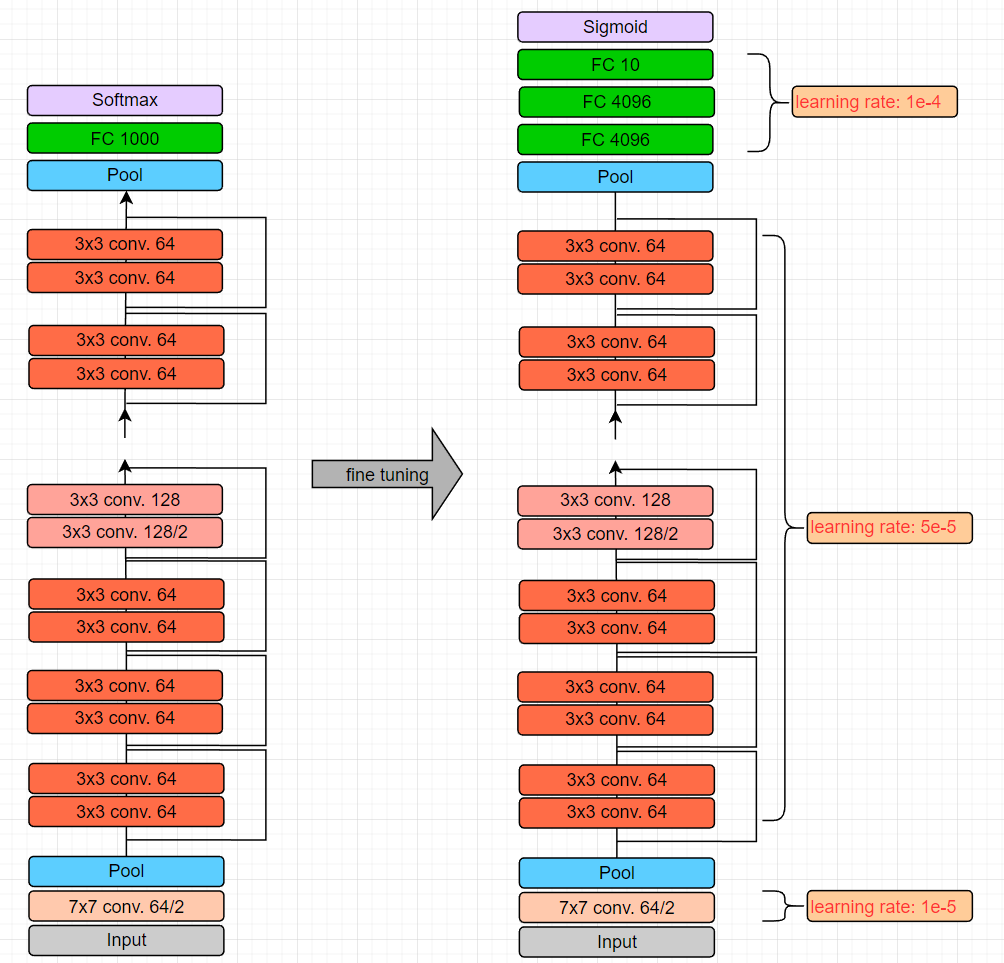 Softmax
FC 1000
Pool
3x3 conv. 64
3x3 conv. 64
3x3 conv. 64
3x3 conv. 64
3x3 conv. 128
3x3 conv. 128/2
3x3 conv. 64
3x3 conv. 64
3x3 conv. 64
3x3 conv. 64
3x3 conv. 64
3x3 conv. 64
Pool
7x7 conv. 64/2
Input
fine tuning
Sigmoid
FC 10
FC 4096
FC 4096
Pool
3x3 conv. 64
3x3 conv. 64
3x3 conv. 64
3x3 conv. 64
3x3 conv. 128
3x3 conv. 128/2
3x3 conv. 64
3x3 conv. 64
3x3 conv. 64
3x3 conv. 64
3x3 conv. 64
3x3 conv. 64
Pool
7x7 conv. 64/2
Input
learning rate: 1e-4
learning rate: 5e-5
learning rate: 1e-5